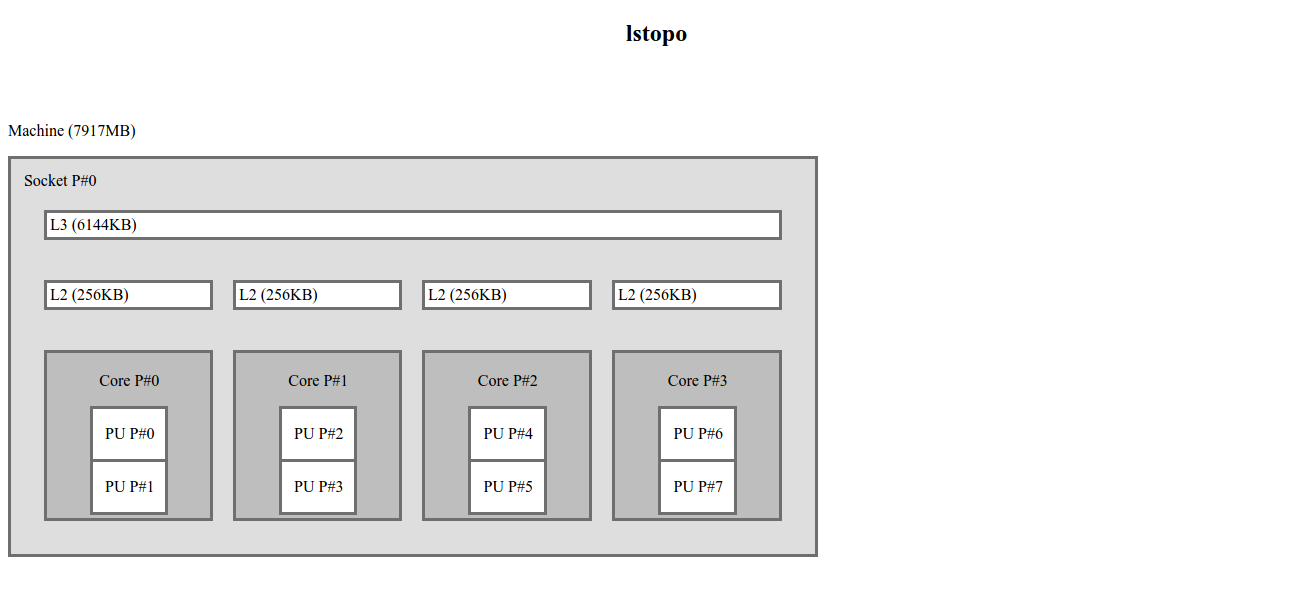 lstopo
Machine (7917MB)
Socket P#0
L3 (6144KB)
L2 (256KB) L2 (256KB) L2 (256KB) L2 (256KB)
Core P#0 Core P#1 Core P#2 Core P#3
PU P#0 PU P#2 PU P#4 PU P#6
PU P#1 PU P#3 PU P#5 PU P#7